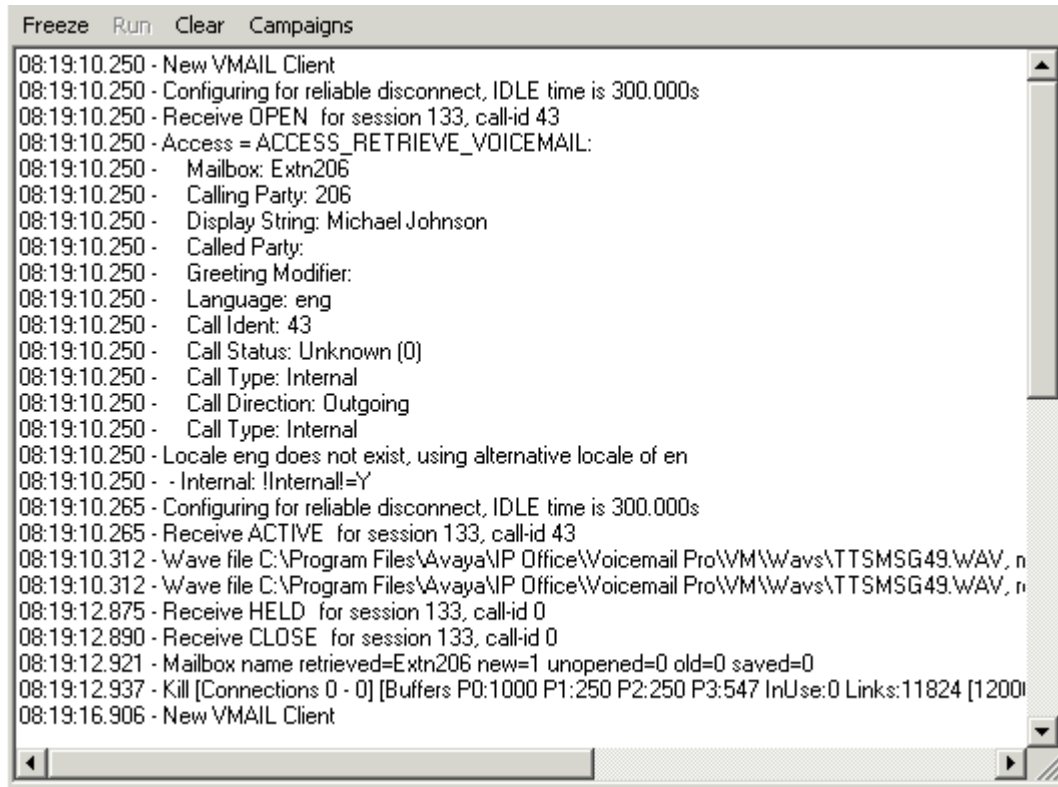 Freeze Run Clear Campaigns
08:19:10.250 - New VMAIL Client
08:19:10.250 - Configuring for reliable disconnect, IDLE time is 300.000s
08:19:10.250 - Receive OPEN for session 133, call-id 43
08:19:10.250 - Access = ACCESS_RETRIEVE_VOICEMAIL:
08:19:10.250 - Mailbox: Extn206
08:19:10.250 - Calling Party: 206
08:19:10.250 - Display String: Michael Johnson
08:19:10.250 - Called Party:
08:19:10.250 - Greeting Modifier:
08:19:10.250 - Language: eng
08:19:10.250 - Call Ident: 43
08:19:10.250 - Call Status: Unknown (0)
08:19:10.250 - Call Type: Internal
08:19:10.250 - Call Direction: Outgoing
08:19:10.250 - Call Type: Internal
08:19:10.250 - Locale eng does not exist, using alternative locale of en
08:19:10.250 - - Internal: !Internal!=Y
08:19:10.265 - Configuring for reliable disconnect, IDLE time is 300.000s
08:19:10.265 - Receive ACTIVE for session 133, call-id 43
08:19:10.312 - Wave file C:\Program Files\Avaya\IP Office\Voicemail Pro\VM\Wavs\TTSMSG49.WAV,
08:19:10.312 - Wave file C:\Program Files\Avaya\IP Office\Voicemail Pro\VM\Wavs\TTSMSG49.WAV,
08:19:12.875 - Receive HELD for session 133, call-id 0
08:19:12.890 - Receive CLOSE for session 133, call-id 0
08:19:12.921 - Mailbox name retrieved=Extn206 new=1 unopened=0 old=0 saved=0
08:19:12.937 - Kill [Connections 0 - 0] [Buffers P0:1000 P1:250 P2:250 P3:547 InUse:0 Links:11824
08:19:16.906 - New VMAIL Client